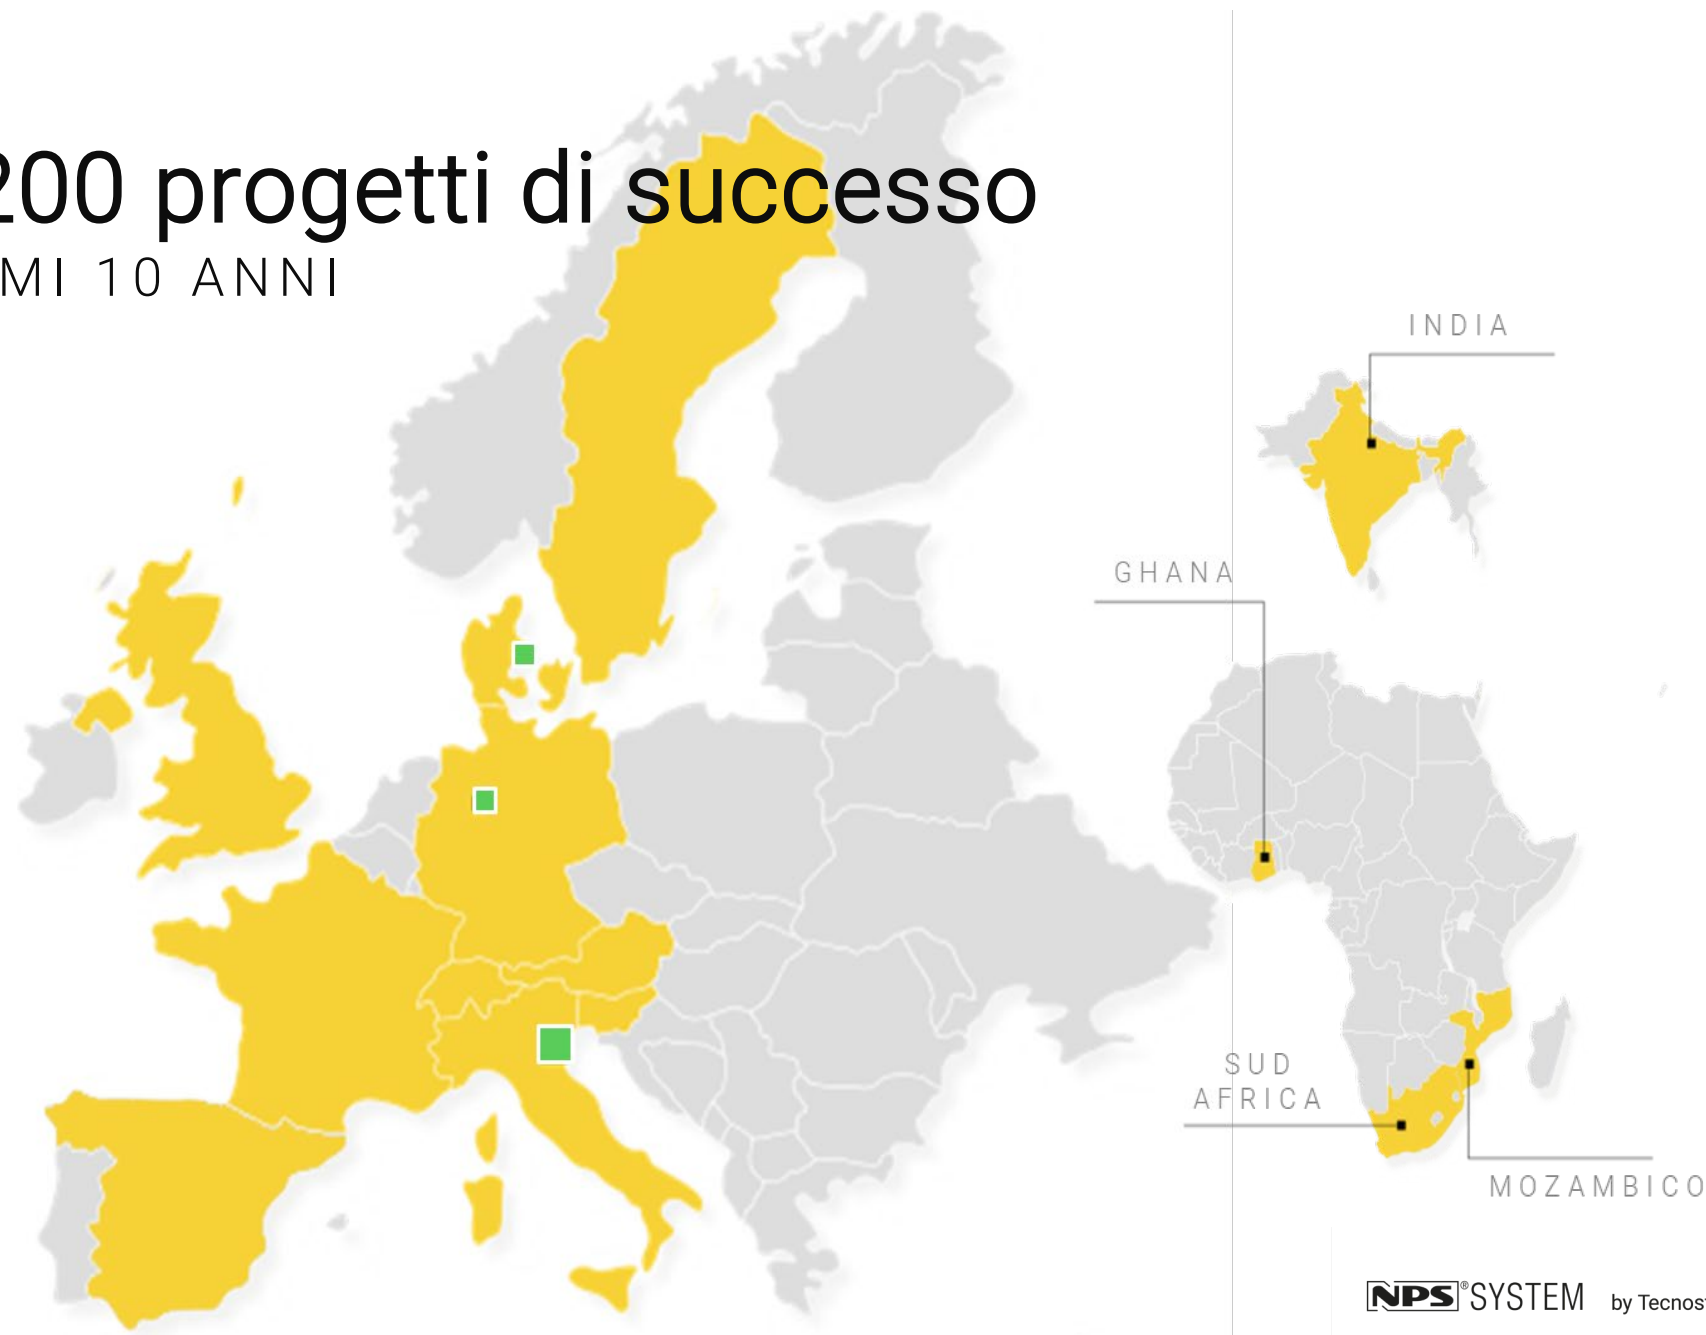 200 progetti di successo
MI 10 ANNI
INDIA
GHANA
SUD
AFRICA
MOZAMBICO
NPS®SYSTEM by Tecnos